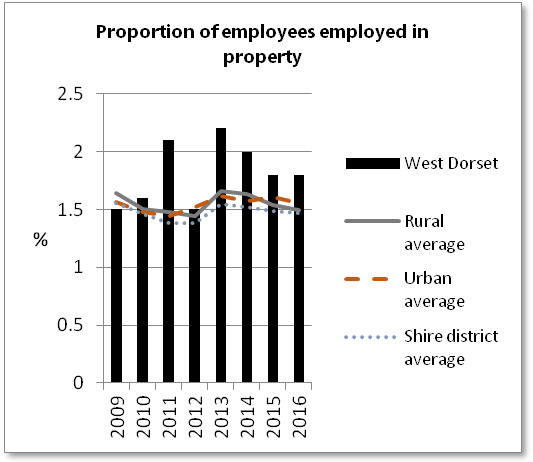 Proportion of employees employed in
property
2.5
2
1.5
1
0.5
0
%
2009
2010
2011
2012
2013
2014
2015
2016
West Dorset
Rural
average
Urban
average
Shire district
average